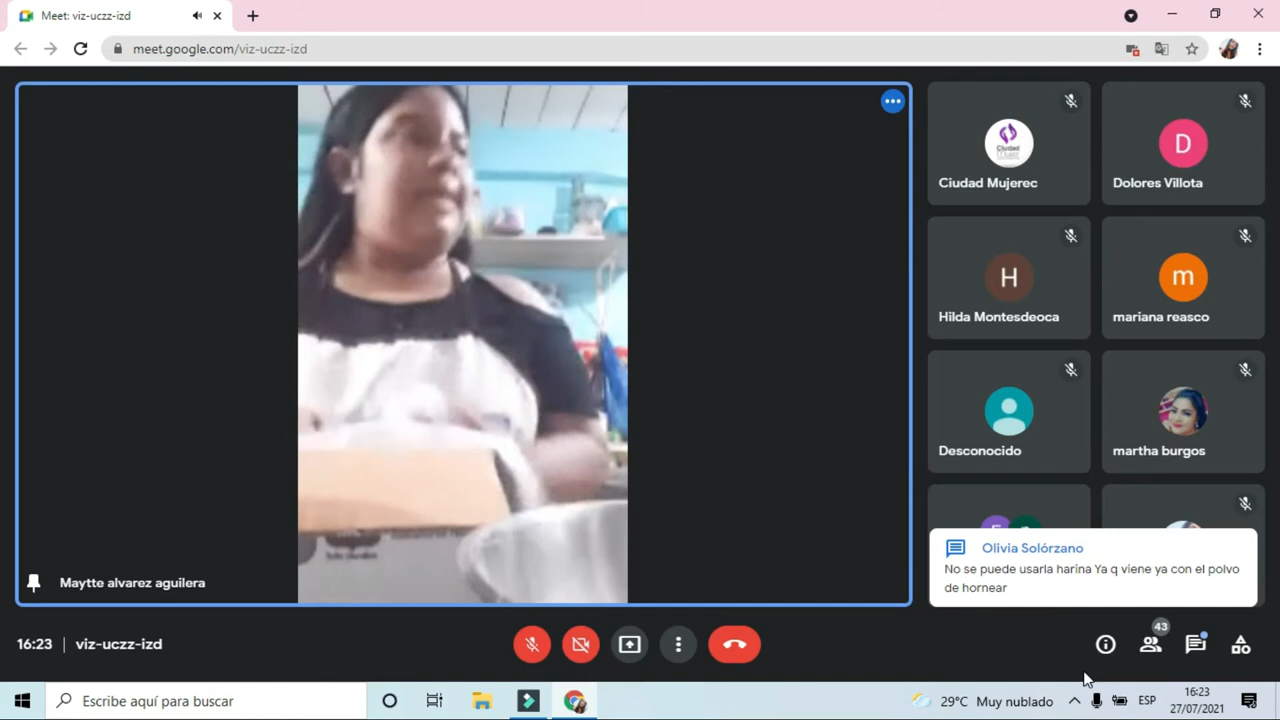 Meet: viz-uczz-izd
meet.google.com/viz-uczz-izd
Ciudad
Ciudad Mujerec
D
Dolores Villota
H
Hilda Montesdeoca
m
mariana reasco
Desconocido
martha burgos
Olivia Solórzano
No se puede usarla harina Ya q viene ya con el polvo
de hornear
Maytte alvarez aguilera
16:23
viz-uczz-izd
43
Escribe aquí para buscar
29°C Muy nublado
ESP
16:23
27/07/2021